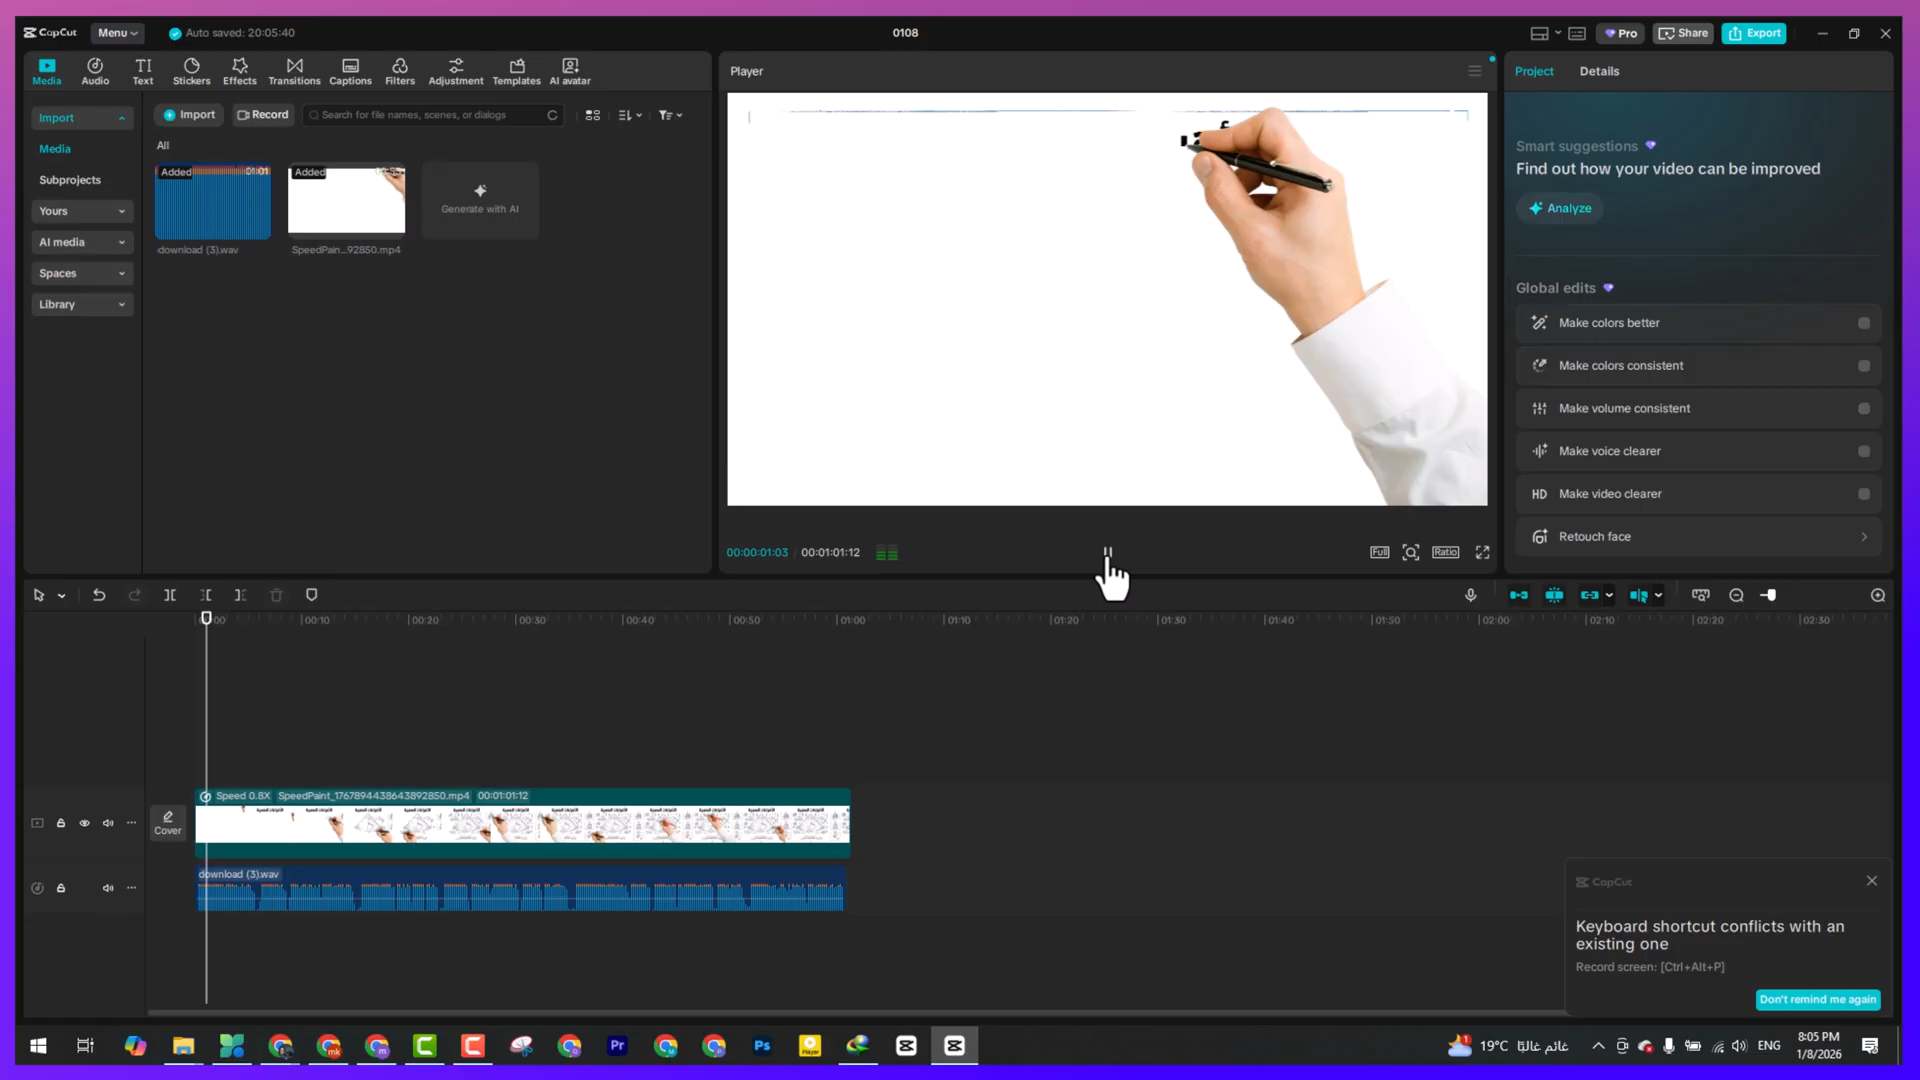 CapCut
Menu
Auto saved: 20:05:40
0108
Pro
Share
Export
Media
Audio
Text
Stickers
Effects
Transitions
Captions
Filters
Adjustment
Templates
AI avatar
Import
Media
Subprojects
Yours
AI media
Spaces
Library
Import
Record
Search for file names, scenes, or dialogs
All
Added
01:01
download (3).wav
Added
SpeedPain...92850.mp4
Generate with AI
Player
00:00:01:03 / 00:01:01:12
Full
Ratio
Project
Details
Smart suggestions
Find out how your video can be improved
Analyze
Global edits
Make colors better
Make colors consistent
Make volume consistent
Make voice clearer
HD Make video clearer
Retouch face
00:10
00:20
00:30
00:40
00:50
01:00
01:10
01:20
01:30
01:40
01:50
02:00
02:10
02:20
02:30
Cover
Speed 0.8X SpeedPaint_1767894438643892850.mp4 00:01:01:12
download (3).wav
CapCut
Keyboard shortcut conflicts with an
existing one
Record screen: [Ctrl+Alt+P]
Don't remind me again
19°C غائم غالبًا
ENG
8:05 PM
1/8/2026